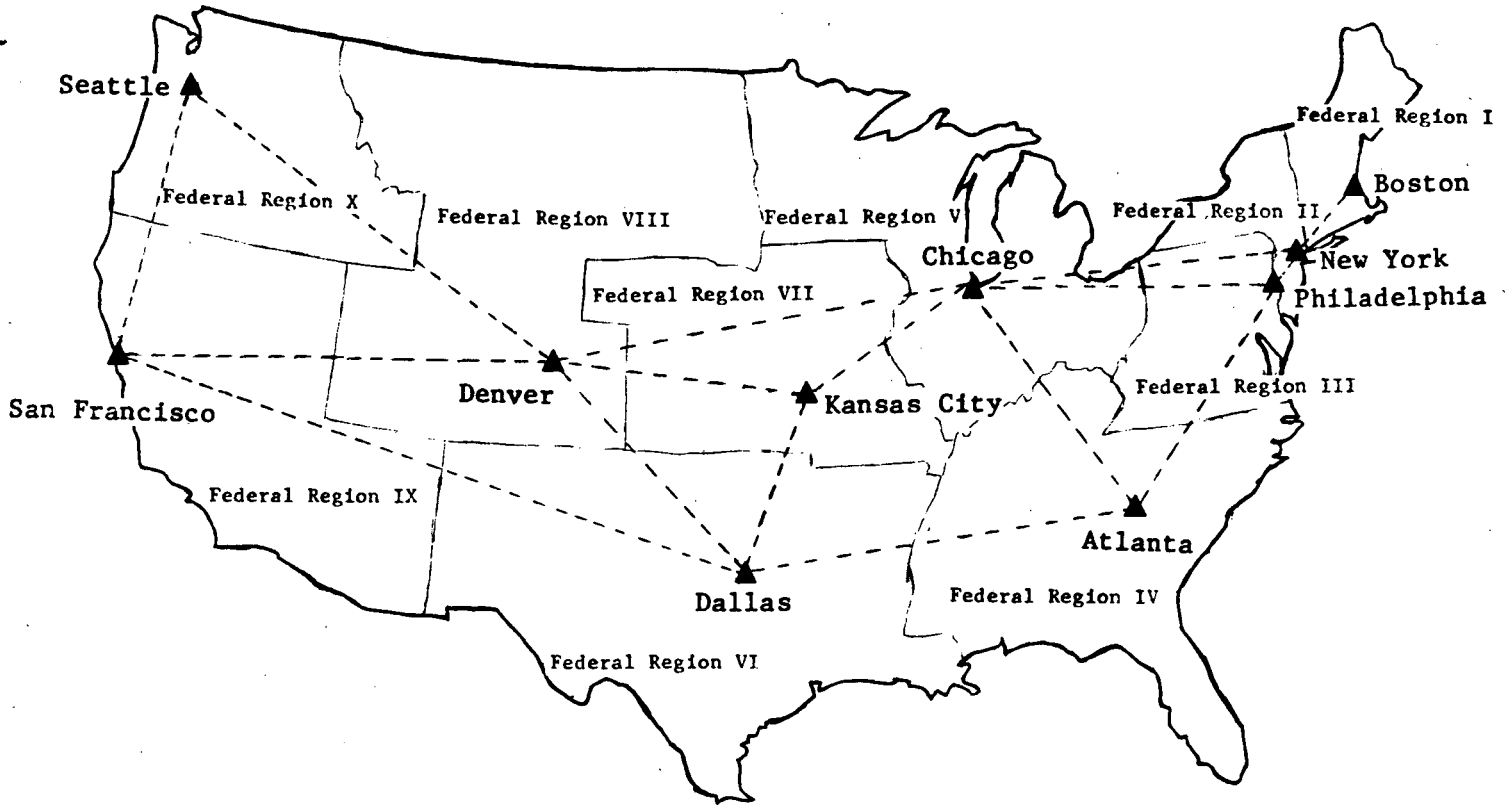 Seattle
Federal Region I
Boston
Federal Region X
Federal Region VIII
Federal Region V
Federal Region II
Chicago
New York
Federal Region VII
Philadelphia
Denver
Federal Region III
San Francisco
Kansas City
Federal Region IX
Atlanta
Dallas
Federal Region IV
Federal Region VI